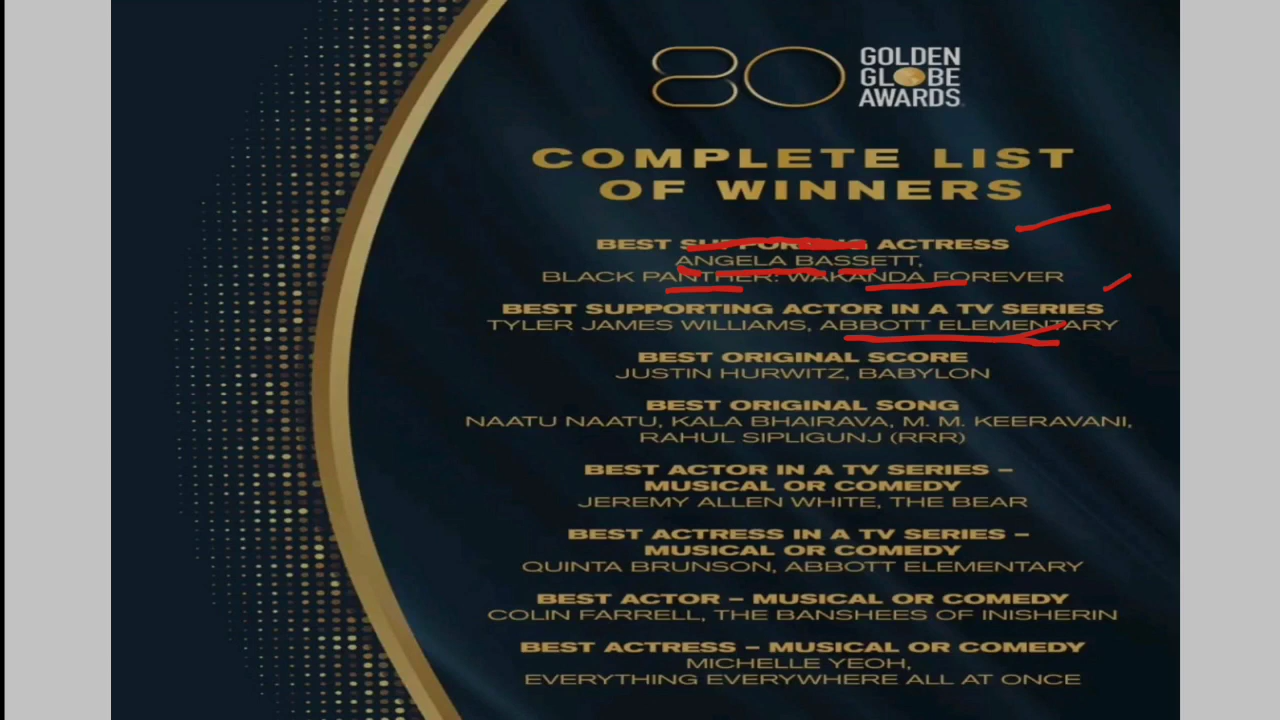 80 GOLDEN
GLOBE
AWARDS
COMPLETE LIST
OF WINNERS
BEST SUPPORTING ACTRESS
ANGELA BASSETT,
BLACK PANTHER: WAKANDA FOREVER
BEST SUPPORTING ACTOR IN A TV SERIES
TYLER JAMES WILLIAMS, ABBOTT ELEMENTARY
BEST ORIGINAL SCORE
JUSTIN HURWITZ, BABYLON
BEST ORIGINAL SONG
NAATU NAATU, KALA BHAIRAVA, M. M. KEERAVANI,
RAHUL SIPLIGUNJ (RRR)
BEST ACTOR IN A TV SERIES –
MUSICAL OR COMEDY
JEREMY ALLEN WHITE, THE BEAR
BEST ACTRESS IN A TV SERIES –
MUSICAL OR COMEDY
QUINTA BRUNSON, ABBOTT ELEMENTARY
BEST ACTOR – MUSICAL OR COMEDY
COLIN FARRELL, THE BANSHEES OF INISHERIN
BEST ACTRESS – MUSICAL OR COMEDY
MICHELLE YEOH,
EVERYTHING EVERYWHERE ALL AT ONCE